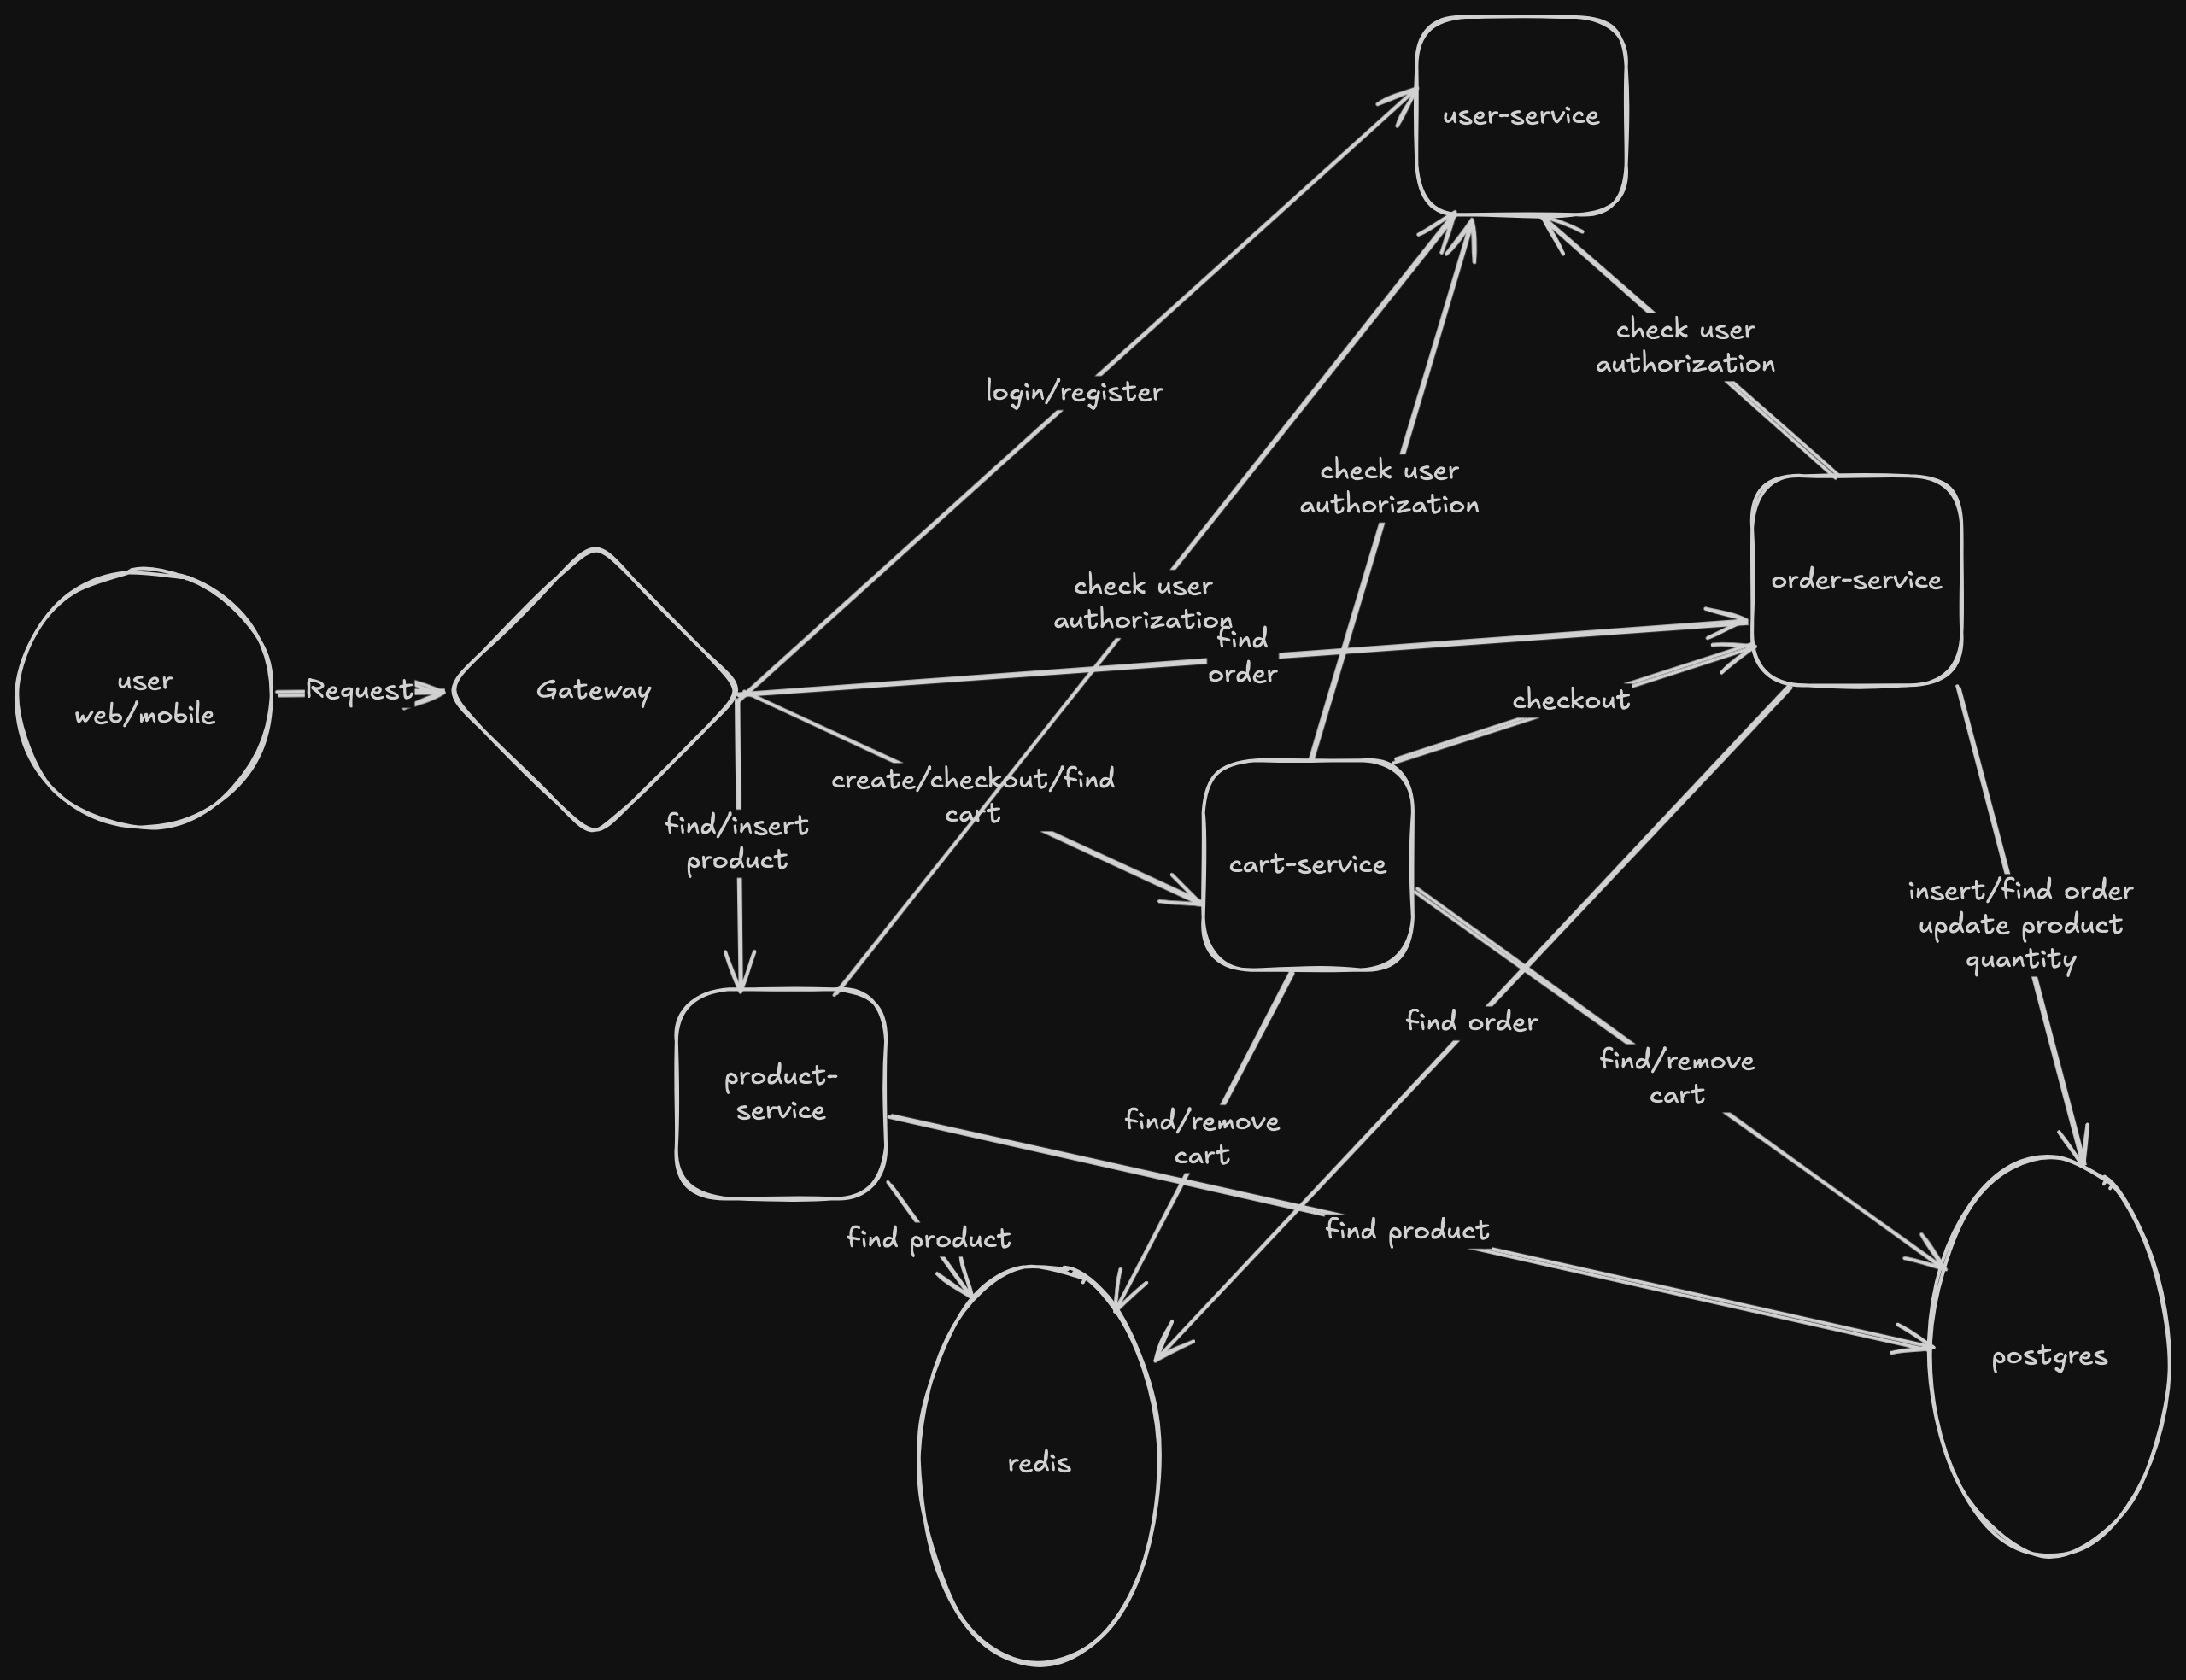 user-service
check user
authorization
login/register
check user
authorization
order-service
check user
authorization
find
order
user
web/mobile
Request
Gateway
checkout
create/checkout/find
cart
find/insert
product
cart-service
insert/find order
update product
quantity
find order
find/remove
cart
product-
service
find/remove
cart
find product
find product
postgres
redis